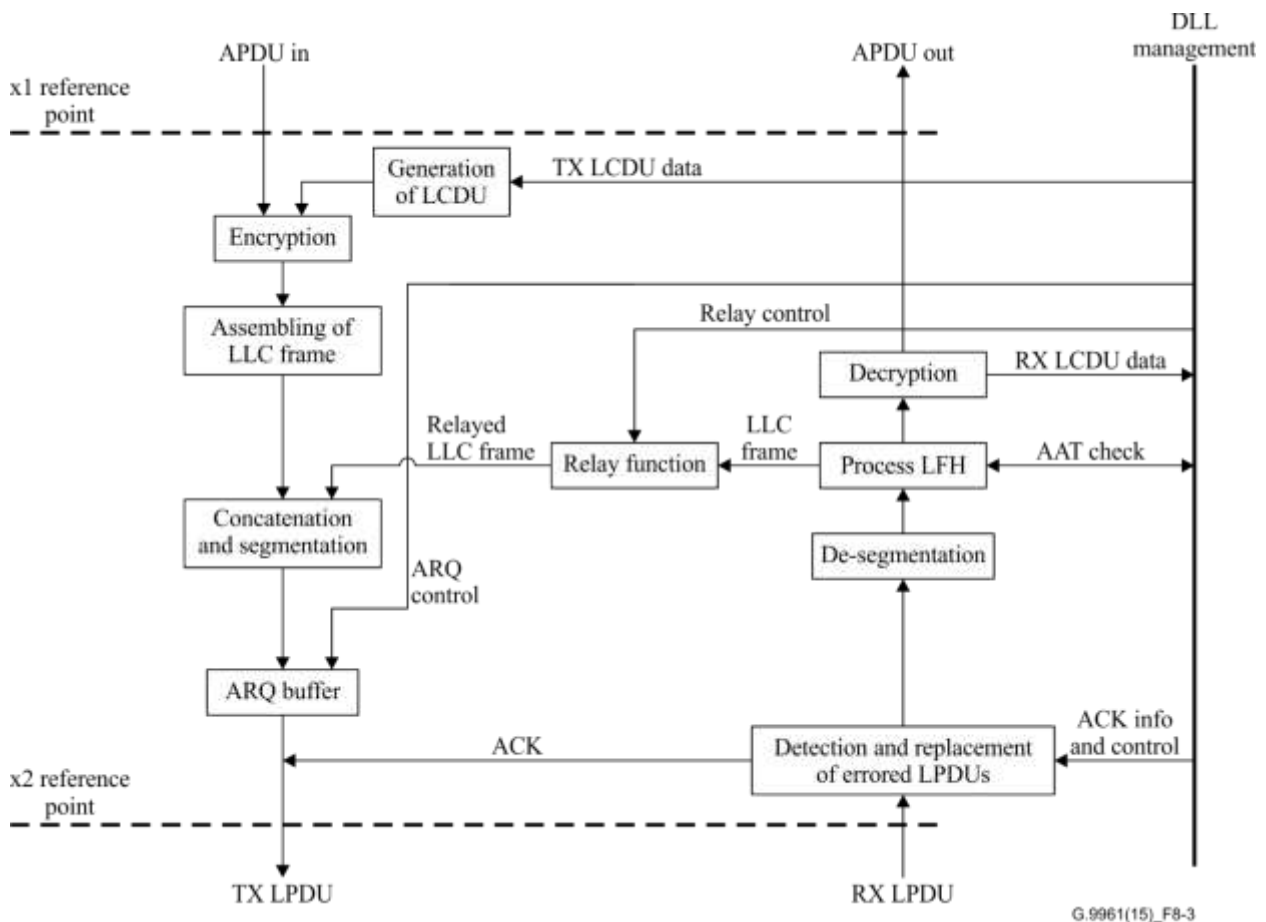 DLL
management
APDU in
APDU out
x1 reference
point
Generation
of LCDU
TX LCDU data
Encryption
Assembling of
LLC frame
Relay control
Decryption
RX LCDU data
Relayed
LLC frame
Relay function
LLC
frame
Process LFH
AAT check
Concatenation
and segmentation
De-segmentation
ARQ
control
ARQ buffer
ACK
Detection and replacement
of errored LPDUs
ACK info
and control
x2 reference
point
TX LPDU
RX LPDU
G.9961(15)_F8-3